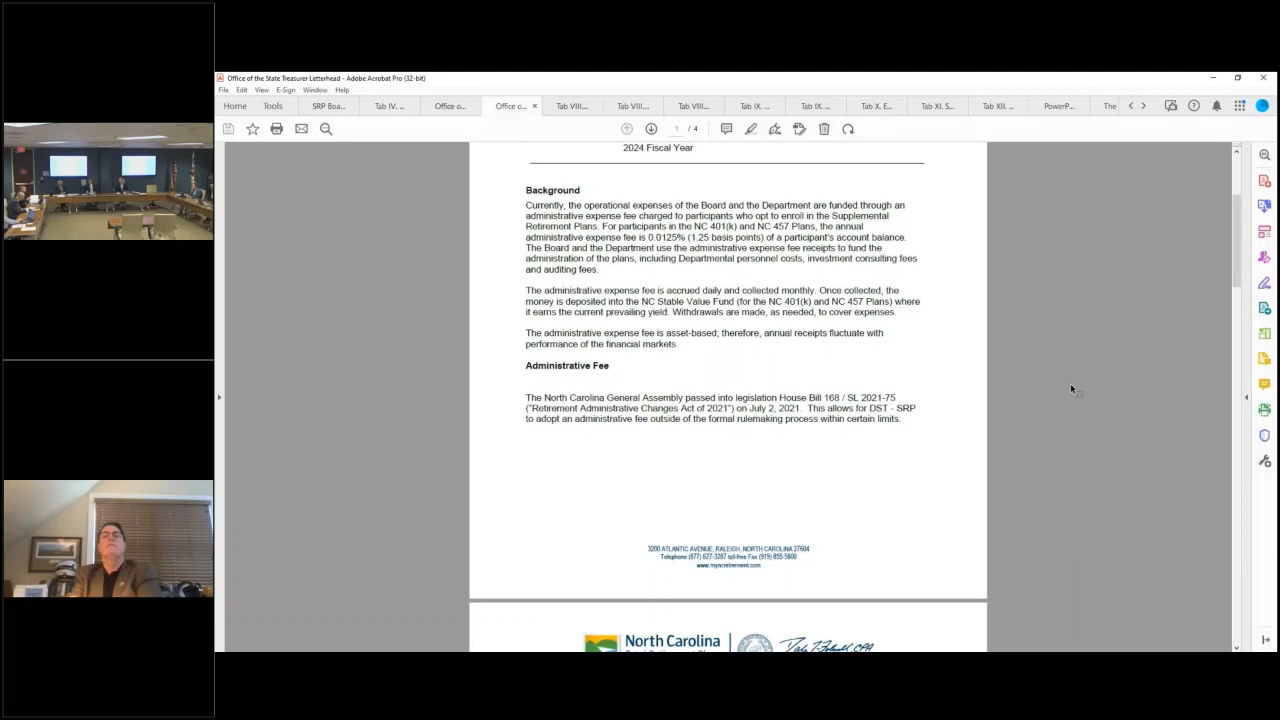 Office of the State Treasurer Letterhead - Adobe Acrobat Pro (32-bit)
File Edit View E-Sign Window Help
Home Tools SRP Boa... Tab IV. ... Office o... Office o... × Tab VIII.... Tab VIII.... Tab VIII.... Tab IX. ... Tab IX. ... Tab X. E... Tab XI. S... Tab XII. ... PowerP... The
1 / 4
2024 Fiscal Year
Background
Currently, the operational expenses of the Board and the Department are funded through an
administrative expense fee charged to participants who opt to enroll in the Supplemental
Retirement Plans. For participants in the NC 401(k) and NC 457 Plans, the annual
administrative expense fee is 0.0125% (1.25 basis points) of a participant's account balance.
The Board and the Department use the administrative expense fee receipts to fund the
administration of the plans, including Departmental personnel costs, investment consulting fees
and auditing fees.
The administrative expense fee is accrued daily and collected monthly. Once collected, the
money is deposited into the NC Stable Value Fund (for the NC 401(k) and NC 457 Plans) where
it earns the current prevailing yield. Withdrawals are made, as needed, to cover expenses.
The administrative expense fee is asset-based; therefore, annual receipts fluctuate with
performance of the financial markets.
Administrative Fee
The North Carolina General Assembly passed into legislation House Bill 168 / SL 2021-75
("Retirement Administrative Changes Act of 2021") on July 2, 2021. This allows for DST - SRP
to adopt an administrative fee outside of the formal rulemaking process within certain limits.
3200 ATLANTIC AVENUE, RALEIGH, NORTH CAROLINA 27604
Telephone (877) 627-3287 toll-free Fax (919) 855-5800
www.myncretirement.com
North Carolina